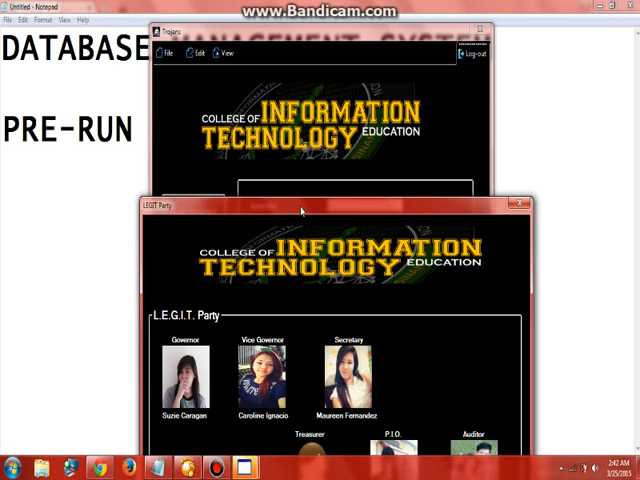 www.Bandicam.com
Untitled - Notepad
File Edit Format View Help
DATABASE MANAGEMENT SYSTEM
PRE-RUN
Trojans
File Edit View
Log-out
COLLEGE OF INFORMATION
TECHNOLOGY EDUCATION
LEGIT Party
COLLEGE OF INFORMATION
TECHNOLOGY EDUCATION
L.E.G.I.T. Party
Governor Vice Governor Secretary
Suzie Caragan Caroline Ignacio Maureen Fernandez
Treasurer P.I.O. Auditor
2:42 AM
3/25/2015